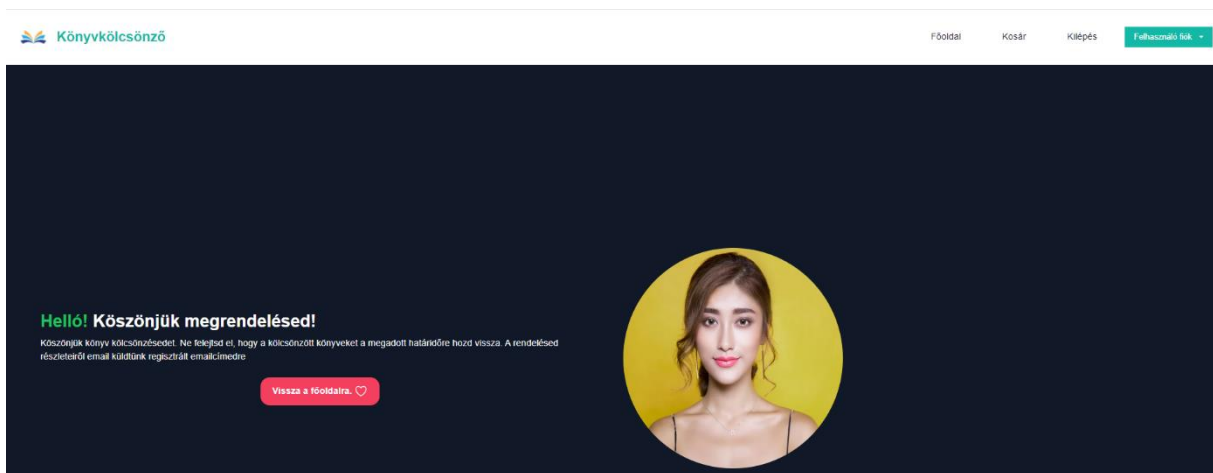 Könyvkölcsönző
Főoldal Kosár Kilépés Felhasználó fiók
Helló! Köszönjük megrendelésed!
Köszönjük könyv kölcsönzésedet. Ne felejtsd el, hogy a kölcsönzött könyveket a megadott határidőre hozd vissza. A rendelésed
részleteiről email küldtünk regisztrált emailcímedre
Vissza a főoldalra.